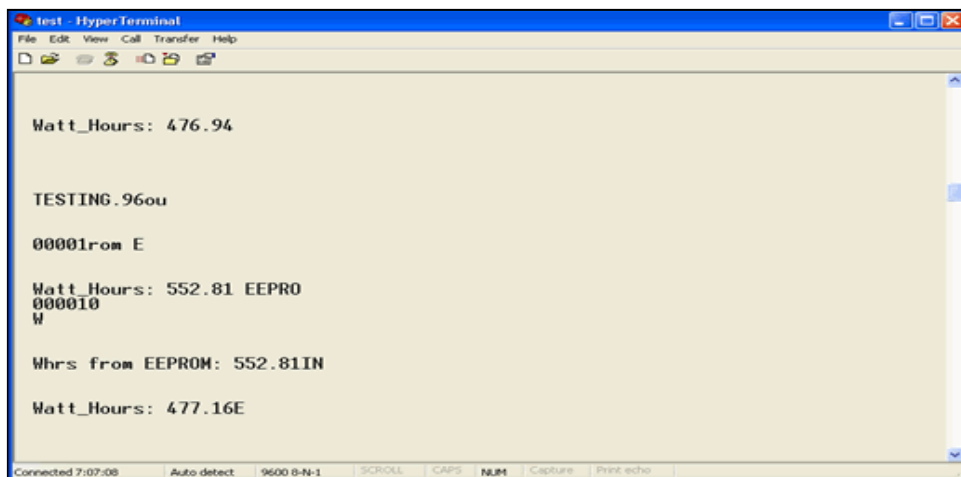 test - HyperTerminal
File Edit View Call Transfer Help
Watt_Hours: 476.94
TESTING.96ou
00001rom E
Watt_Hours: 552.81 EEPRO
000010
W
Whrs from EEPROM: 552.81IN
Watt_Hours: 477.16E
Connected 7:07:08 Auto detect 9600 8-N-1 SCROLL CAPS NUM Capture Print echo